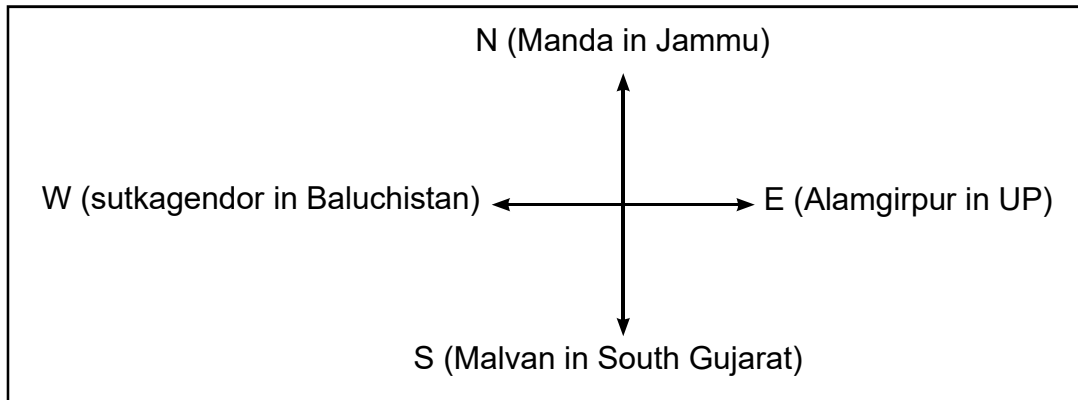 N (Manda in Jammu)
W (sutkagendor in Baluchistan)
E (Alamgirpur in UP)
S (Malvan in South Gujarat)